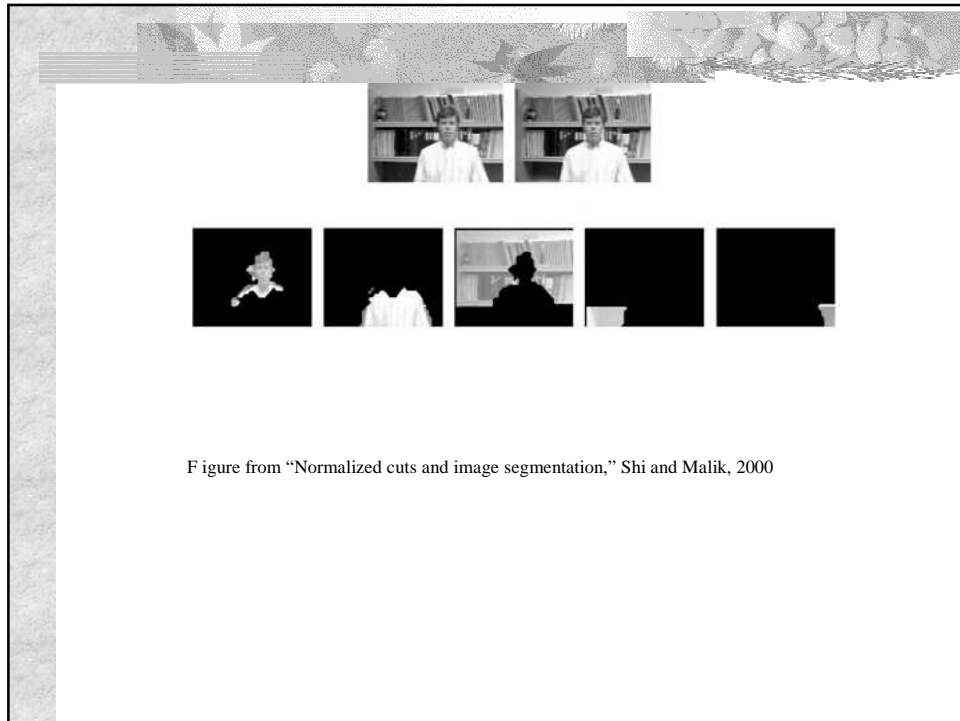 F igure from “Normalized cuts and image segmentation,” Shi and Malik, 2000